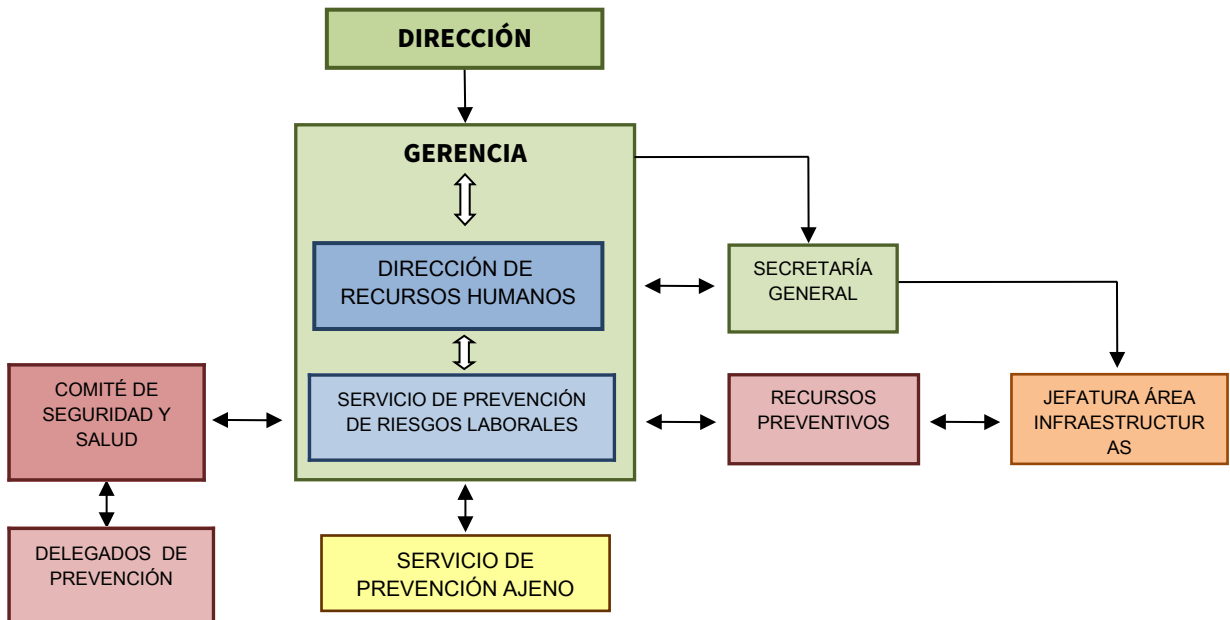 DIRECCIÓN
GERENCIA
DIRECCIÓN DE
RECURSOS HUMANOS
SECRETARÍA
GENERAL
COMITÉ DE
SEGURIDAD Y
SALUD
SERVICIO DE PREVENCIÓN
DE RIESGOS LABORALES
RECURSOS
PREVENTIVOS
JEFATURA ÁREA
INFRAESTRUCTUR
AS
DELEGADOS DE
PREVENCIÓN
SERVICIO DE
PREVENCIÓN AJENO